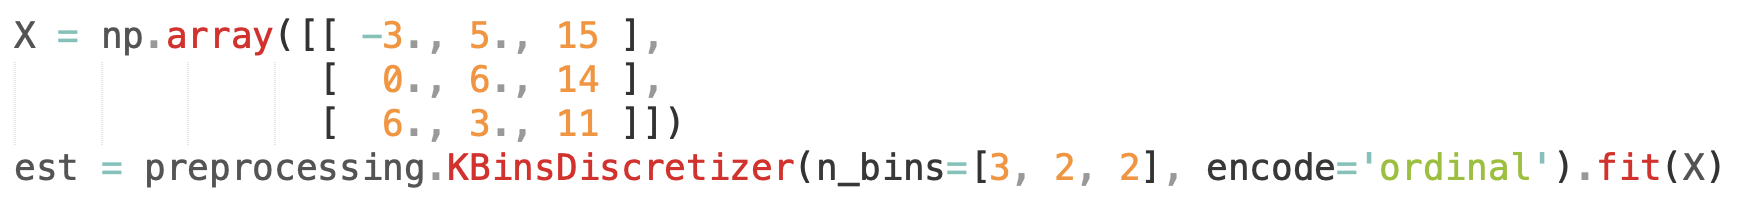 X = np.array([[ -3., 5., 15 ],
              [  0., 6., 14 ],
              [  6., 3., 11 ]])
est = preprocessing.KBinsDiscretizer(n_bins=[3, 2, 2], encode='ordinal').fit(X)